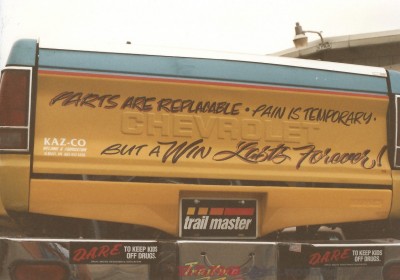 PARTS ARE REPLACABLE · PAIN IS TEMPORARY·
CHEVROLET
BUT A WIN Lasts Forever!
KAZ-CO
trail master
DARE TO KEEP KIDS
OFF DRUGS.
DARE TO KEEP KIDS
OFF DRUGS.